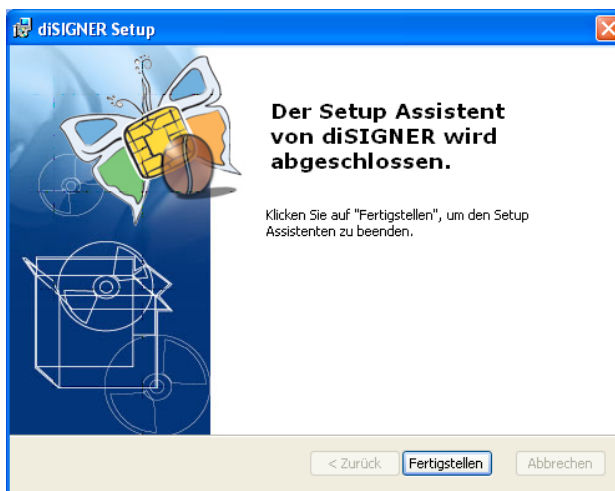 diSIGNER Setup
Der Setup Assistent
von diSIGNER wird
abgeschlossen.
Klicken Sie auf "Fertigstellen", um den Setup
Assistenten zu beenden.
< Zurück
Fertigstellen
Abbrechen